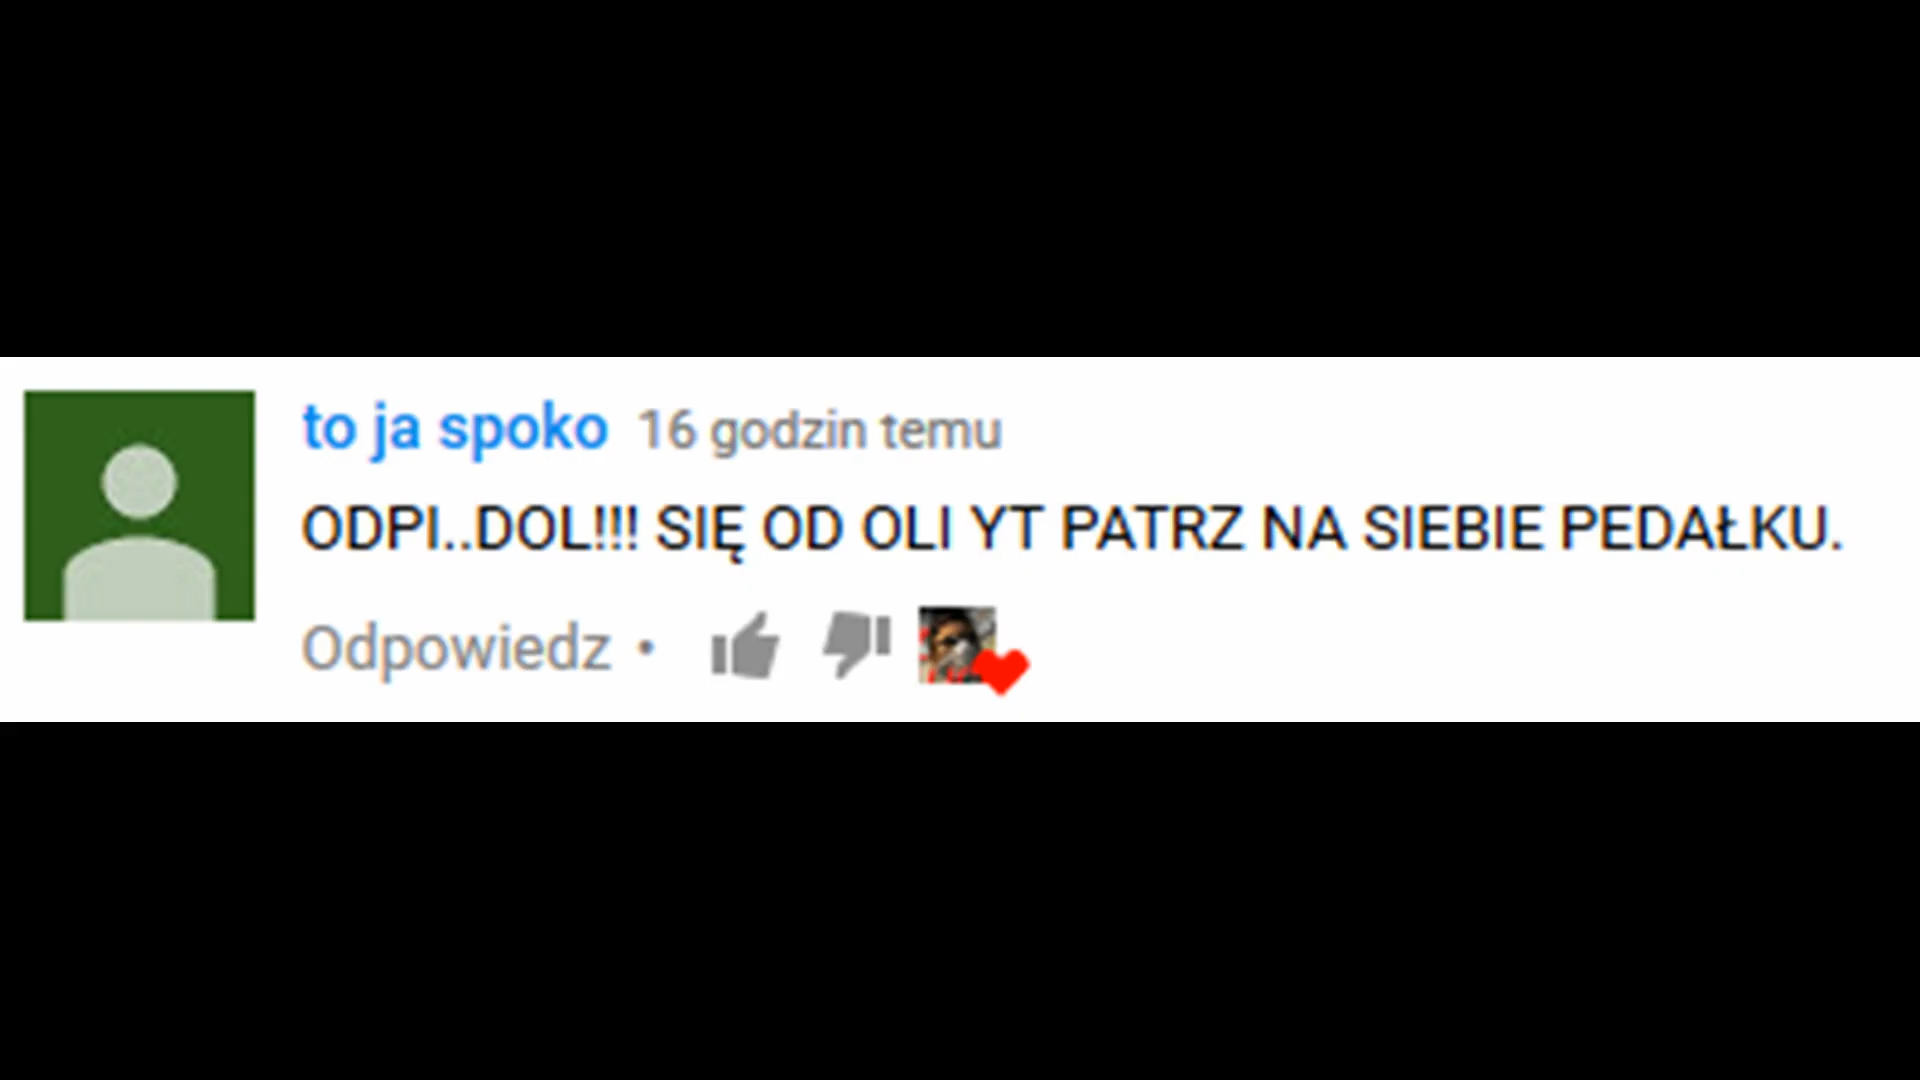 to ja spoko 16 godzin temu
ODPI..DOL!!! SIĘ OD OLI YT PATRZ NA SIEBIE PEDAŁKU.
Odpowiedz •